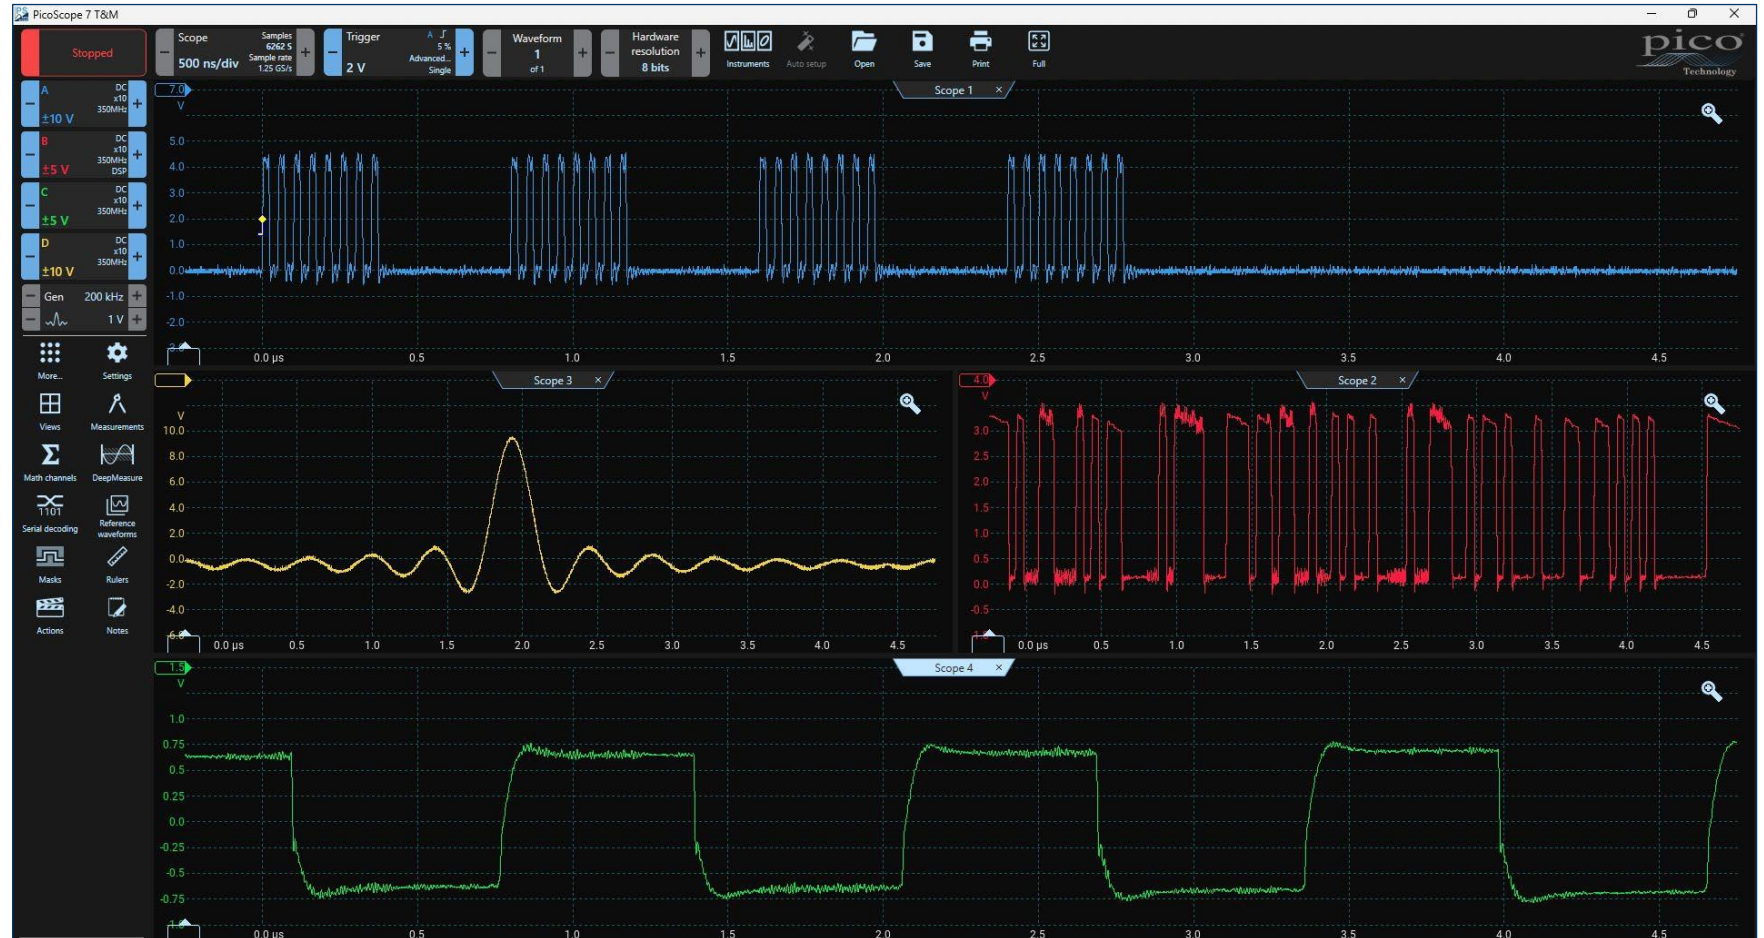 PicoScope 7 T&M
Stopped
Scope
500 ns/div
Samples
6262 S
Sample rate
1.25 GS/s
Trigger
2 V
A
5 %
Advanced...
Single
Waveform
1
of 1
Hardware
resolution
8 bits
Instruments
Auto setup
Open
Save
Print
Full
pico
Technology
A
DC
x10
350MHz
±10 V
B
DC
x10
350MHz
DSP
±5 V
C
DC
x10
350MHz
±5 V
D
DC
x10
350MHz
±10 V
Gen 200 kHz
1 V
More...
Settings
Views
Measurements
Math channels
DeepMeasure
1101
Serial decoding
Reference
waveforms
Masks
Rulers
Actions
Notes
Scope 1
7.0
V
5.0
4.0
3.0
2.0
1.0
0.0
-1.0
-2.0
-3.0
0.0 µs 0.5 1.0 1.5 2.0 2.5 3.0 3.5 4.0 4.5
Scope 3
V
10.0
8.0
6.0
4.0
2.0
0.0
-2.0
-4.0
-6.0
0.0 µs 0.5 1.0 1.5 2.0 2.5 3.0 3.5 4.0 4.5
Scope 2
4.0
V
3.0
2.5
2.0
1.5
1.0
0.5
0.0
-0.5
-1.0
0.0 µs 0.5 1.0 1.5 2.0 2.5 3.0 3.5 4.0 4.5
Scope 4
1.5
V
1.0
0.75
0.5
0.25
0.0
-0.25
-0.5
-0.75
-1.0
0.0 µs 0.5 1.0 1.5 2.0 2.5 3.0 3.5 4.0 4.5